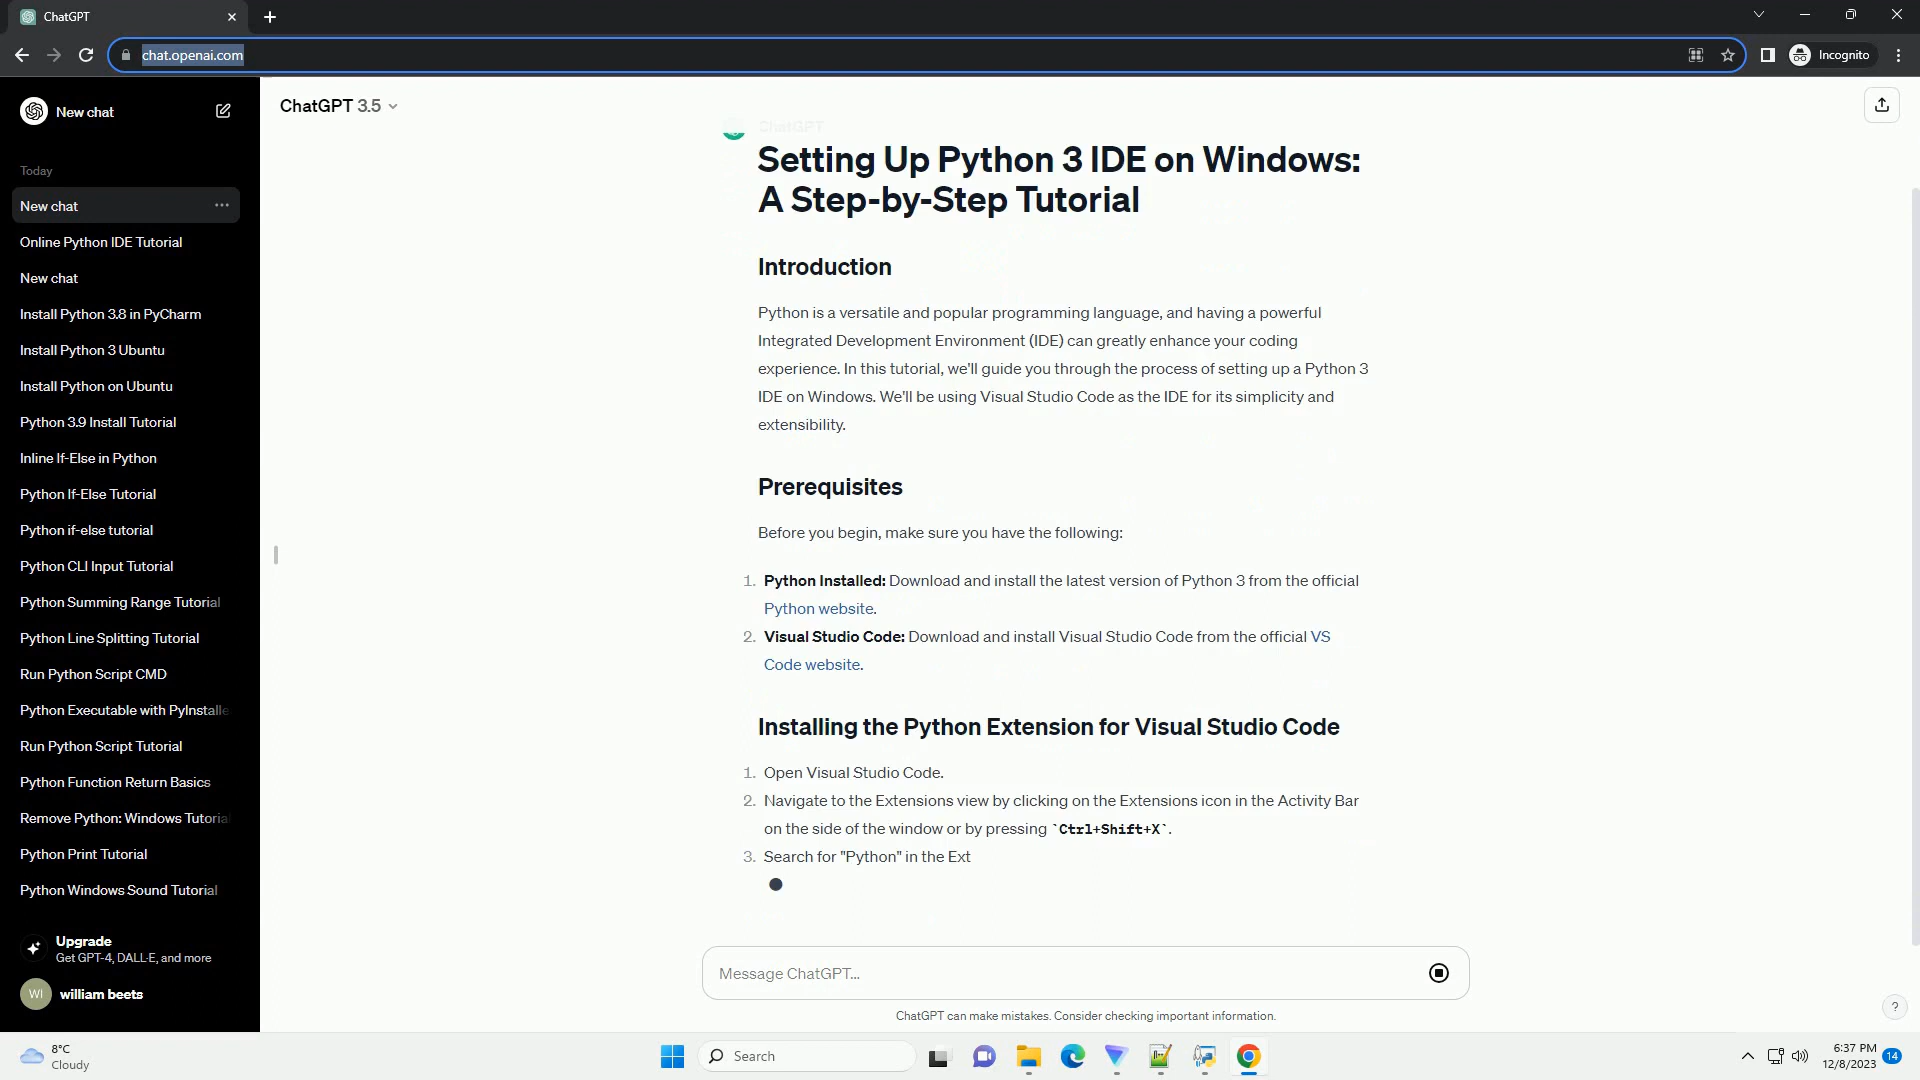 ChatGPT
chat.openai.com
Incognito
New chat
ChatGPT 3.5
Today
New chat
Online Python IDE Tutorial
New chat
Install Python 3.8 in PyCharm
Install Python 3 Ubuntu
Install Python on Ubuntu
Python 3.9 Install Tutorial
Inline If-Else in Python
Python If-Else Tutorial
Python if-else tutorial
Python CLI Input Tutorial
Python Summing Range Tutorial
Python Line Splitting Tutorial
Run Python Script CMD
Python Executable with PyInstalle
Run Python Script Tutorial
Python Function Return Basics
Remove Python: Windows Tutoria
Python Print Tutorial
Python Windows Sound Tutorial
Upgrade
Get GPT-4, DALL·E, and more
WI
william beets
ChatGPT
Setting Up Python 3 IDE on Windows:
A Step-by-Step Tutorial
Introduction
Python is a versatile and popular programming language, and having a powerful
Integrated Development Environment (IDE) can greatly enhance your coding
experience. In this tutorial, we'll guide you through the process of setting up a Python 3
IDE on Windows. We'll be using Visual Studio Code as the IDE for its simplicity and
extensibility.
Prerequisites
Before you begin, make sure you have the following:
1. Python Installed: Download and install the latest version of Python 3 from the official
Python website.
2. Visual Studio Code: Download and install Visual Studio Code from the official VS
Code website.
Installing the Python Extension for Visual Studio Code
1. Open Visual Studio Code.
2. Navigate to the Extensions view by clicking on the Extensions icon in the Activity Bar
on the side of the window or by pressing `Ctrl+Shift+X`.
3. Search for "Python" in the Ext
Message ChatGPT...
ChatGPT can make mistakes. Consider checking important information.
?
8°C
Cloudy
Search
6:37 PM
12/8/2023
14